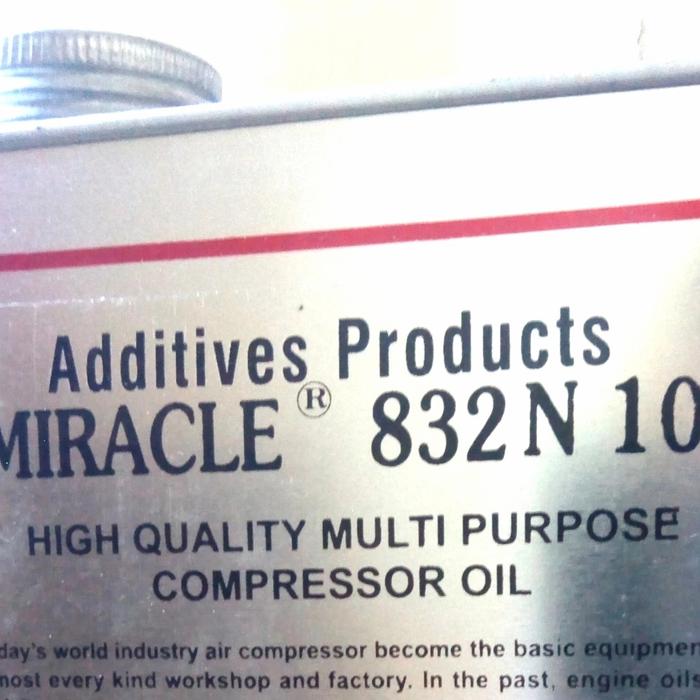 Additives Products
MIRACLE® 832N 10
HIGH QUALITY MULTI PURPOSE
COMPRESSOR OIL
day's world industry air compressor become the basic equipmen
most every kind workshop and factory. In the past, engine oil